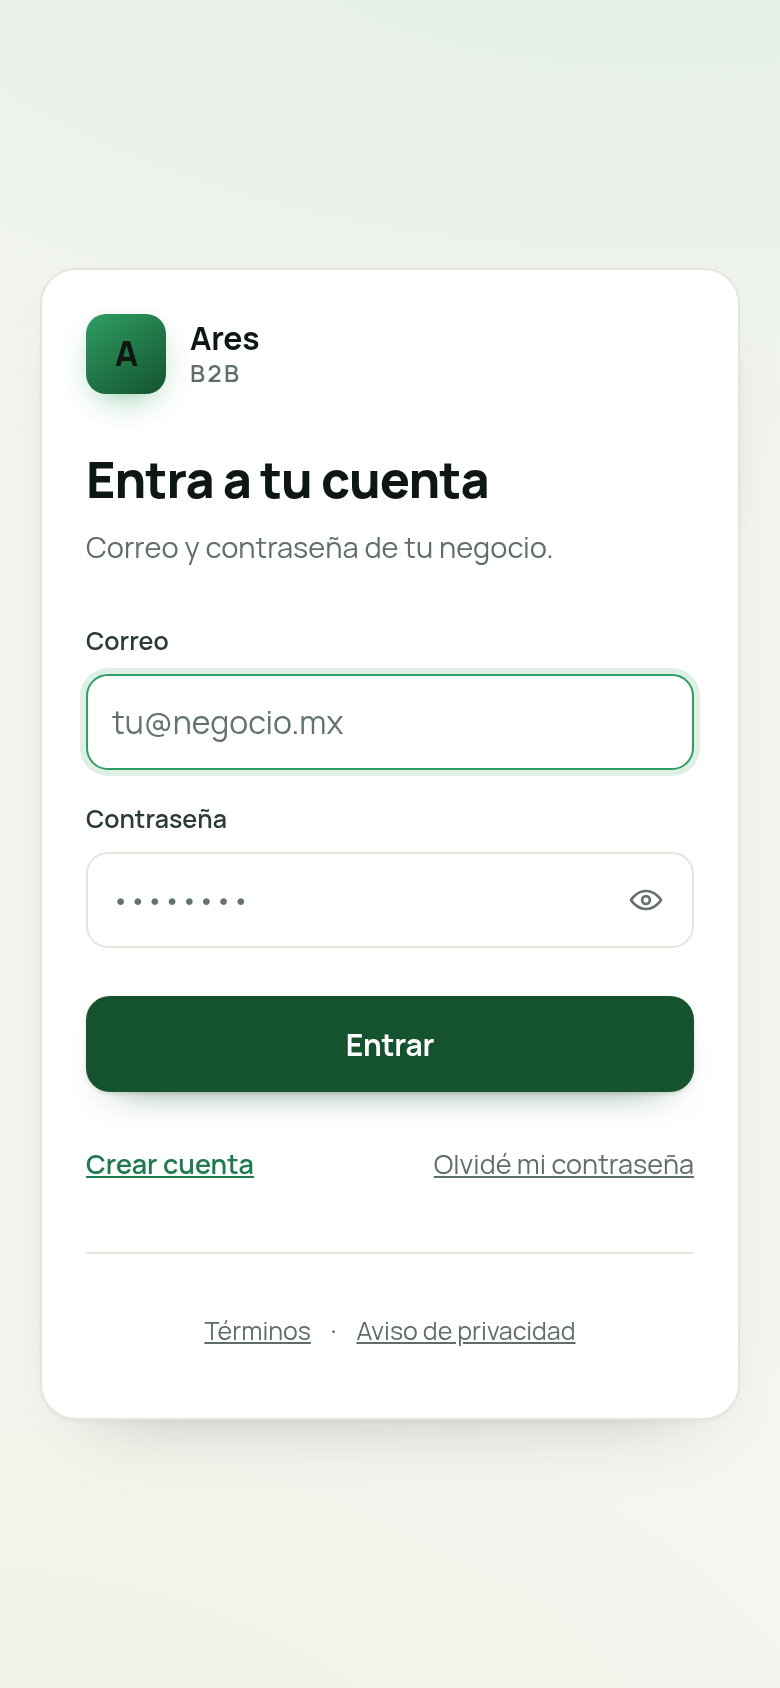 A
Ares
B2B
Entra a tu cuenta
Correo y contraseña de tu negocio.
Correo
tu@negocio.mx
Contraseña
••••••••
Entrar
Crear cuenta Olvidé mi contraseña
Términos · Aviso de privacidad